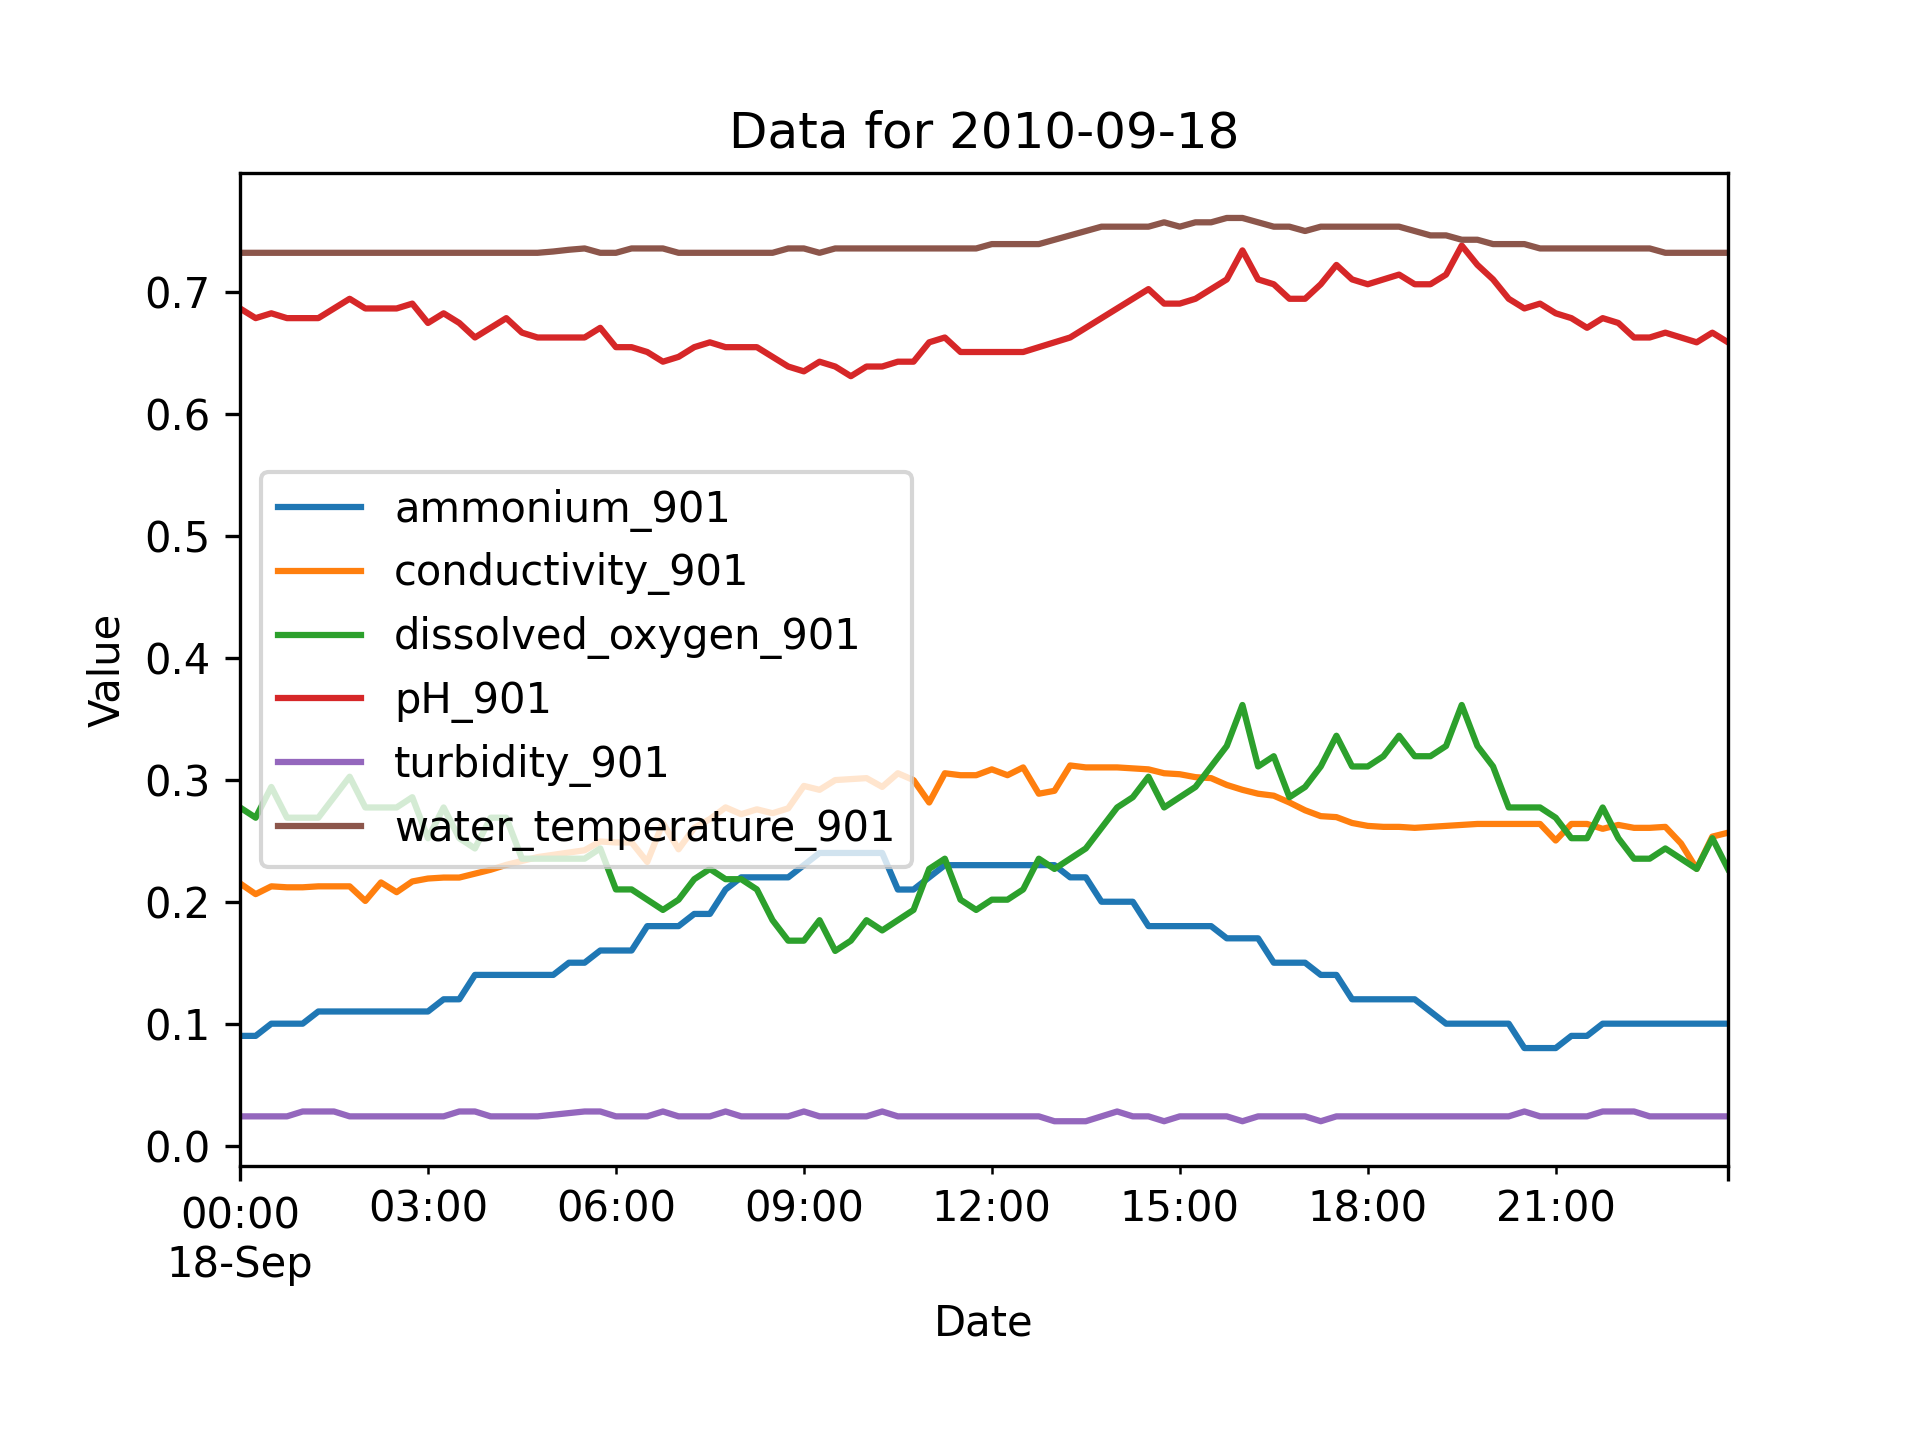 Data for 2010-09-18
Value
0.7
0.6
0.5
0.4
0.3
0.2
0.1
0.0
ammonium_901
conductivity_901
dissolved_oxygen_901
pH_901
turbidity_901
water_temperature_901
00:00 03:00 06:00 09:00 12:00 15:00 18:00 21:00
18-Sep
Date